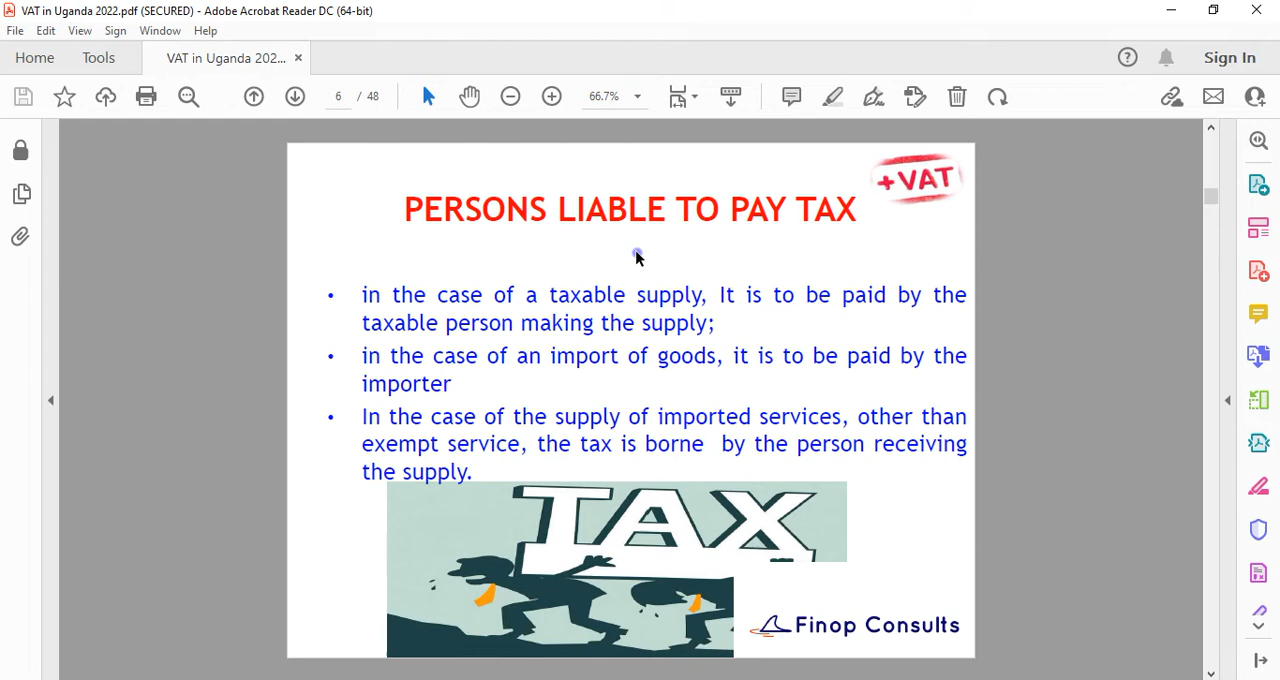 VAT in Uganda 2022.pdf (SECURED) - Adobe Acrobat Reader DC (64-bit)
File Edit View Sign Window Help
Home Tools VAT in Uganda 202... × Sign In
6 / 48 66.7%
+VAT
PERSONS LIABLE TO PAY TAX
• in the case of a taxable supply, It is to be paid by the
taxable person making the supply;
• in the case of an import of goods, it is to be paid by the
importer
• In the case of the supply of imported services, other than
exempt service, the tax is borne by the person receiving
the supply.
TAX
Finop Consults